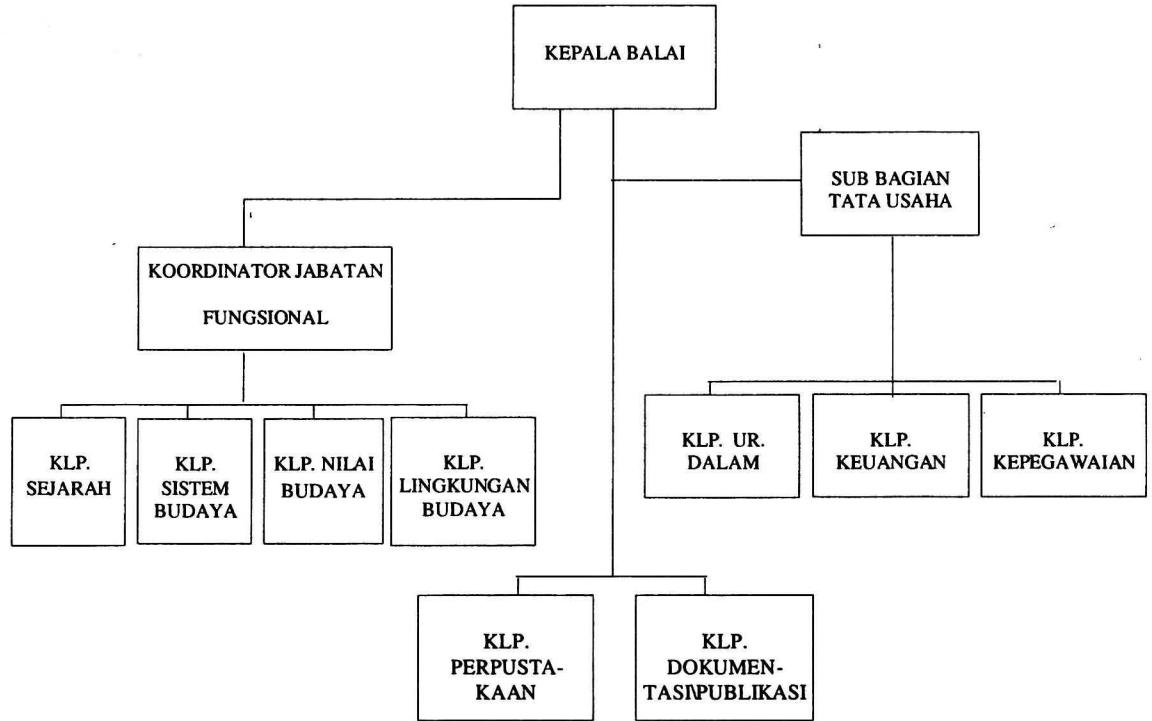 KEPALA BALAI
SUB BAGIAN
TATA USAHA
KOORDINATOR JABATAN
FUNGSIONAL
KLP.
SEJARAH
KLP.
SISTEM
BUDAYA
KLP. NILAI
BUDAYA
KLP.
LINGKUNGAN
BUDAYA
KLP. UR.
DALAM
KLP.
KEUANGAN
KLP.
KEPEGAWAIAN
KLP.
PERPUSTA-
KAAN
KLP.
DOKUMEN-
TASI\PUBLIKASI